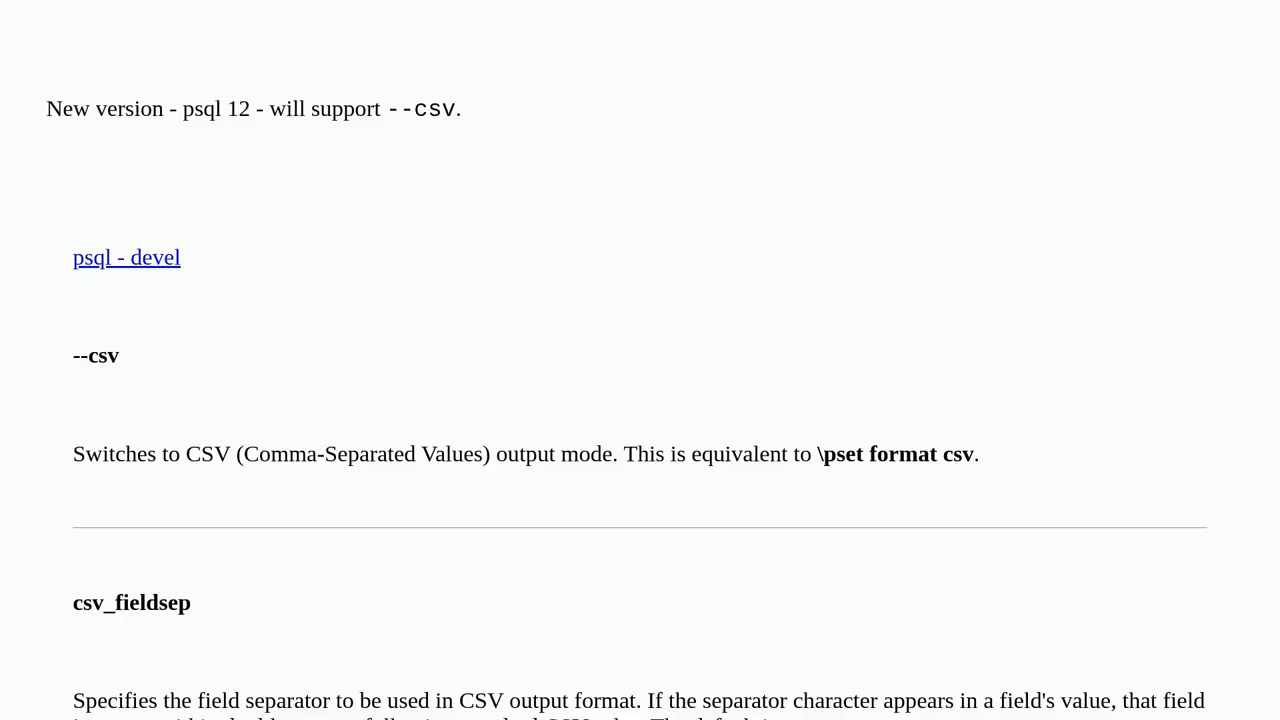 New version - psql 12 - will support --csv.
psql - devel
--csv
Switches to CSV (Comma-Separated Values) output mode. This is equivalent to \pset format csv.
csv_fieldsep
Specifies the field separator to be used in CSV output format. If the separator character appears in a field's value, that field